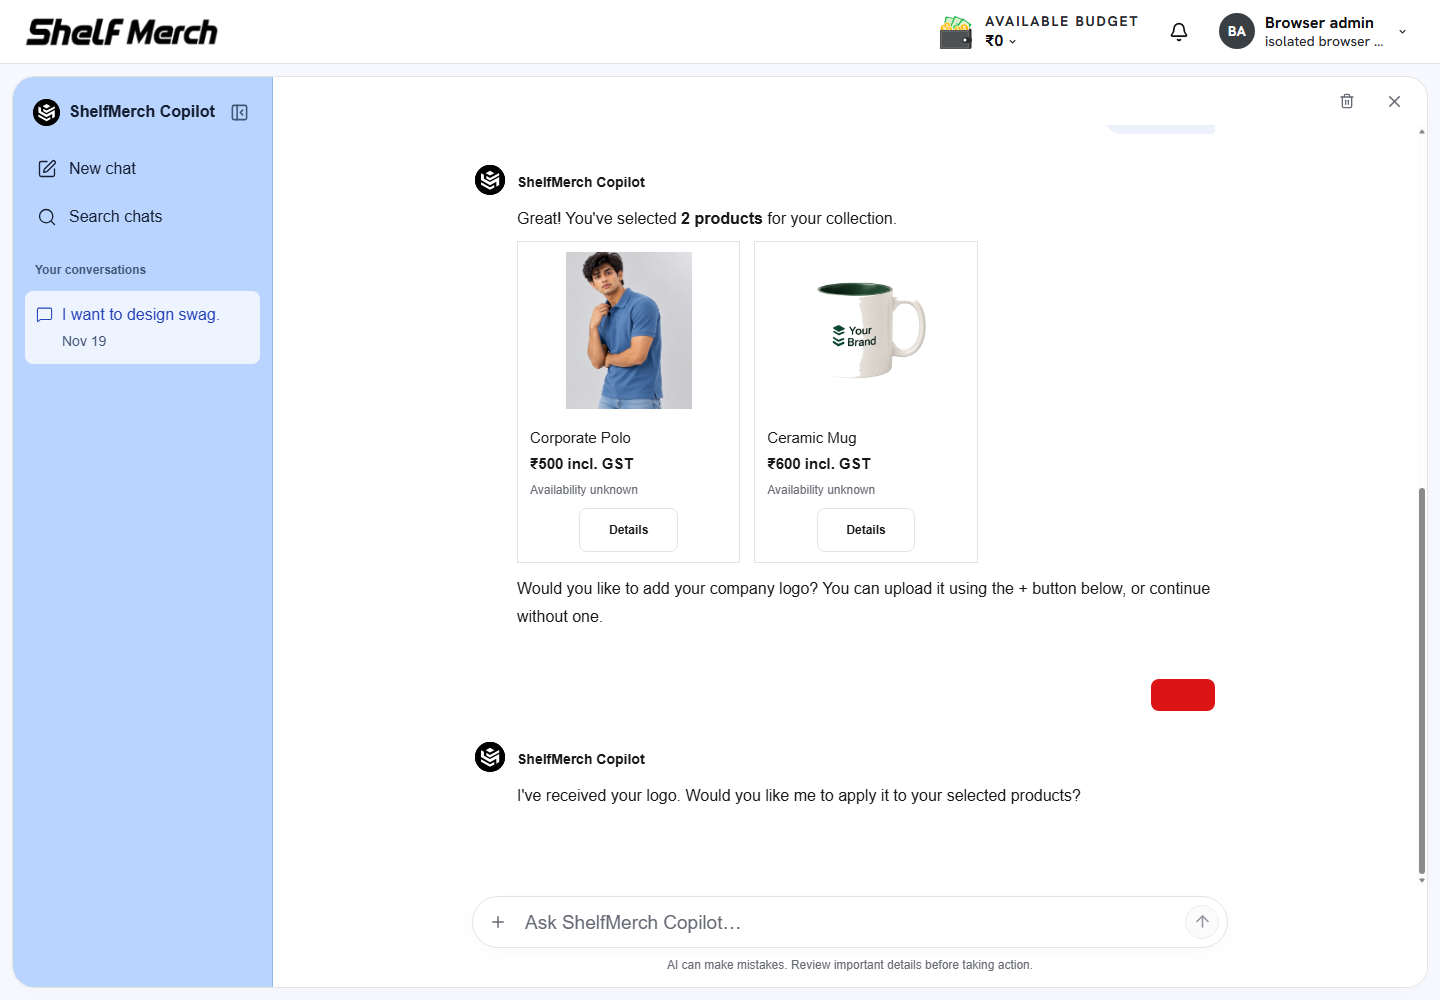 Shelf Merch
AVAILABLE BUDGET
₹0
BA
Browser admin
isolated browser ...
ShelfMerch Copilot
New chat
Search chats
Your conversations
I want to design swag.
Nov 19
ShelfMerch Copilot
Great! You've selected 2 products for your collection.
Your
Brand
Corporate Polo
₹500 incl. GST
Availability unknown
Details
Ceramic Mug
₹600 incl. GST
Availability unknown
Details
Would you like to add your company logo? You can upload it using the + button below, or continue
without one.
ShelfMerch Copilot
I've received your logo. Would you like me to apply it to your selected products?
+ Ask ShelfMerch Copilot…
AI can make mistakes. Review important details before taking action.